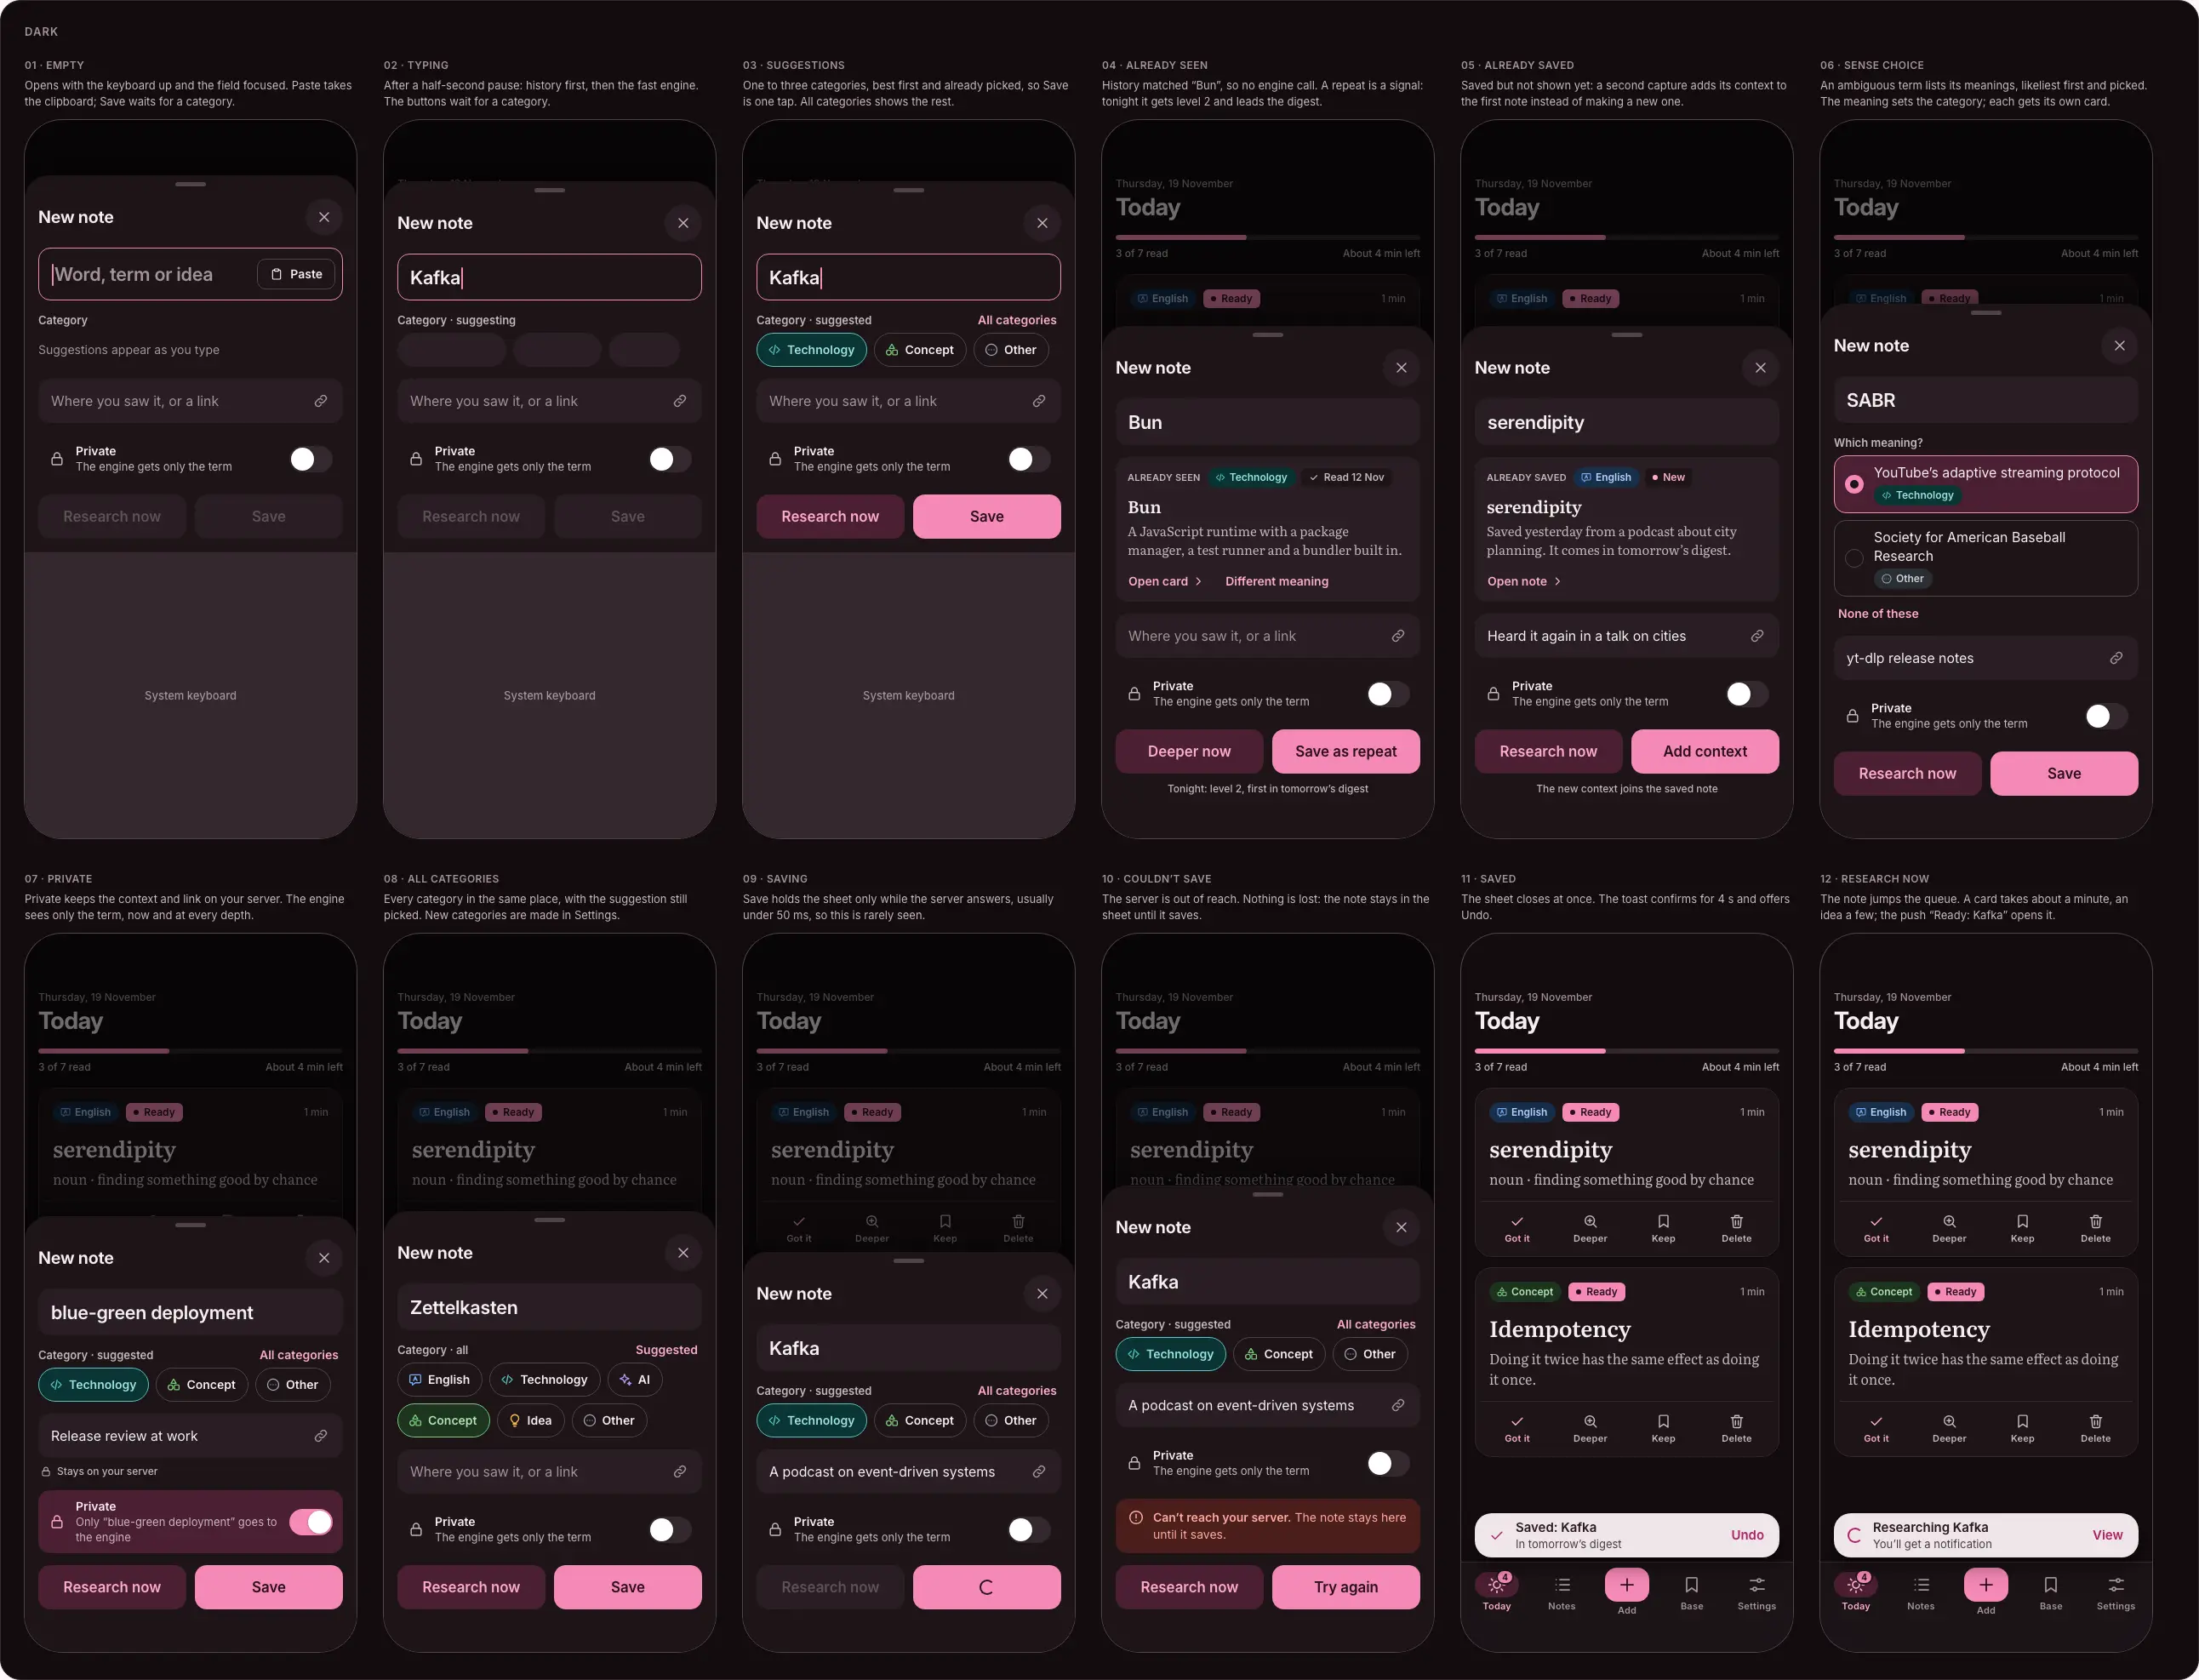 DARK
01 · EMPTY
Opens with the keyboard up and the field focused. Paste takes
the clipboard; Save waits for a category.
New note
Word, term or idea
Paste
Category
Suggestions appear as you type
Where you saw it, or a link
Private
The engine gets only the term
Research now
Save
System keyboard
02 · TYPING
After a half-second pause: history first, then the fast engine.
The buttons wait for a category.
New note
Kafka
Category · suggesting
Where you saw it, or a link
Private
The engine gets only the term
Research now
Save
System keyboard
03 · SUGGESTIONS
One to three categories, best first and already picked, so Save
is one tap. All categories shows the rest.
New note
Kafka
Category · suggested
All categories
Technology
Concept
Other
Where you saw it, or a link
Private
The engine gets only the term
Research now
Save
System keyboard
04 · ALREADY SEEN
History matched “Bun”, so no engine call. A repeat is a signal:
tonight it gets level 2 and leads the digest.
Thursday, 19 November
Today
3 of 7 read
About 4 min left
English
Ready
1 min
New note
Bun
ALREADY SEEN
Technology
Read 12 Nov
Bun
A JavaScript runtime with a package
manager, a test runner and a bundler built in.
Open card
Different meaning
Where you saw it, or a link
Private
The engine gets only the term
Deeper now
Save as repeat
Tonight: level 2, first in tomorrow’s digest
05 · ALREADY SAVED
Saved but not shown yet: a second capture adds its context to
the first note instead of making a new one.
Thursday, 19 November
Today
3 of 7 read
About 4 min left
English
Ready
1 min
New note
serendipity
ALREADY SAVED
English
New
serendipity
Saved yesterday from a podcast about city
planning. It comes in tomorrow’s digest.
Open note
Heard it again in a talk on cities
Private
The engine gets only the term
Research now
Add context
The new context joins the saved note
06 · SENSE CHOICE
An ambiguous term lists its meanings, likeliest first and picked.
The meaning sets the category; each gets its own card.
Thursday, 19 November
Today
3 of 7 read
About 4 min left
English
Ready
1 min
New note
SABR
Which meaning?
YouTube’s adaptive streaming protocol
Technology
Society for American Baseball
Research
Other
None of these
yt-dlp release notes
Private
The engine gets only the term
Research now
Save
07 · PRIVATE
Private keeps the context and link on your server. The engine
sees only the term, now and at every depth.
Thursday, 19 November
Today
3 of 7 read
About 4 min left
English
Ready
1 min
serendipity
noun · finding something good by chance
New note
blue-green deployment
Category · suggested
All categories
Technology
Concept
Other
Release review at work
Stays on your server
Private
Only “blue-green deployment” goes to
the engine
Research now
Save
08 · ALL CATEGORIES
Every category in the same place, with the suggestion still
picked. New categories are made in Settings.
Thursday, 19 November
Today
3 of 7 read
About 4 min left
English
Ready
1 min
serendipity
noun · finding something good by chance
New note
Zettelkasten
Category · all
Suggested
English
Technology
AI
Concept
Idea
Other
Where you saw it, or a link
Private
The engine gets only the term
Research now
Save
09 · SAVING
Save holds the sheet only while the server answers, usually
under 50 ms, so this is rarely seen.
Thursday, 19 November
Today
3 of 7 read
About 4 min left
English
Ready
1 min
serendipity
noun · finding something good by chance
Got it
Deeper
Keep
Delete
New note
Kafka
Category · suggested
All categories
Technology
Concept
Other
A podcast on event-driven systems
Private
The engine gets only the term
Research now
10 · COULDN’T SAVE
The server is out of reach. Nothing is lost: the note stays in the
sheet until it saves.
Thursday, 19 November
Today
3 of 7 read
About 4 min left
English
Ready
1 min
serendipity
noun · finding something good by chance
New note
Kafka
Category · suggested
All categories
Technology
Concept
Other
A podcast on event-driven systems
Private
The engine gets only the term
Can’t reach your server. The note stays here
until it saves.
Research now
Try again
11 · SAVED
The sheet closes at once. The toast confirms for 4 s and offers
Undo.
Thursday, 19 November
Today
3 of 7 read
About 4 min left
English
Ready
1 min
serendipity
noun · finding something good by chance
Got it
Deeper
Keep
Delete
Concept
Ready
1 min
Idempotency
Doing it twice has the same effect as doing
it once.
Got it
Deeper
Keep
Delete
Saved: Kafka
In tomorrow’s digest
Undo
4
Today
Notes
Add
Base
Settings
12 · RESEARCH NOW
The note jumps the queue. A card takes about a minute, an
idea a few; the push “Ready: Kafka” opens it.
Thursday, 19 November
Today
3 of 7 read
About 4 min left
English
Ready
1 min
serendipity
noun · finding something good by chance
Got it
Deeper
Keep
Delete
Concept
Ready
1 min
Idempotency
Doing it twice has the same effect as doing
it once.
Got it
Deeper
Keep
Delete
Researching Kafka
You’ll get a notification
View
4
Today
Notes
Add
Base
Settings